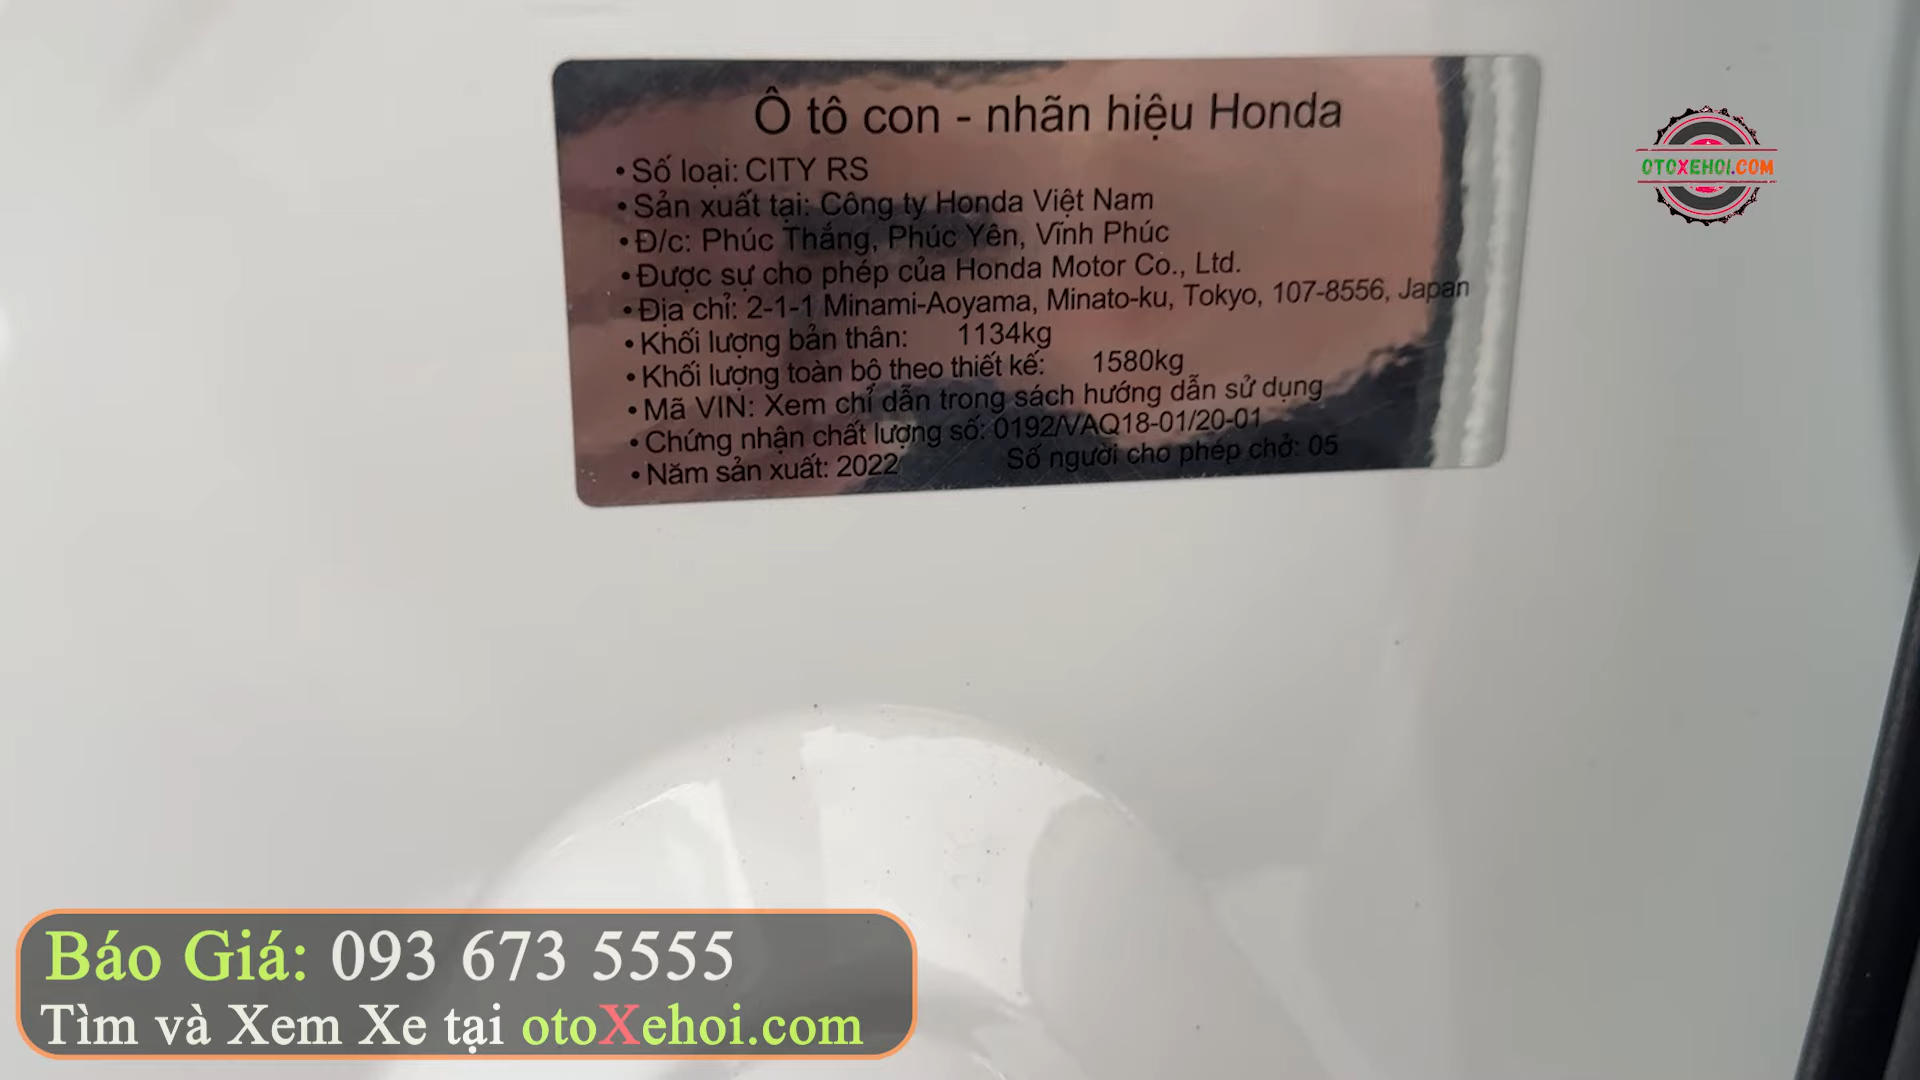 Ô tô con - nhãn hiệu Honda
• Số loại: CITY RS
• Sản xuất tại: Công ty Honda Việt Nam
• Đ/c: Phúc Thắng, Phúc Yên, Vĩnh Phúc
• Được sự cho phép của Honda Motor Co., Ltd.
• Địa chỉ: 2-1-1 Minami-Aoyama, Minato-ku, Tokyo, 107-8556, Japan
• Khối lượng bản thân: 1134kg
• Khối lượng toàn bộ theo thiết kế: 1580kg
• Mã VIN: Xem chỉ dẫn trong sách hướng dẫn sử dụng
• Chứng nhận chất lượng số: 0192/VAQ18-01/20-01
• Năm sản xuất: 2022 Số người cho phép chở: 05
OTOXEHOI.COM
Báo Giá: 093 673 5555
Tìm và Xem Xe tại otoXehoi.com